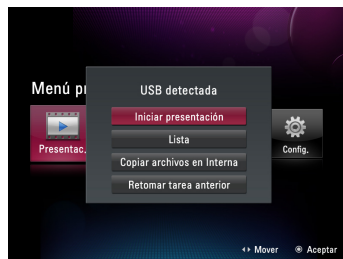 Menú pr
USB detectada
Iniciar presentación
Lista
Copiar archivos en Interna
Retomar tarea anterior
Presentac.
Config.
Mover
Aceptar